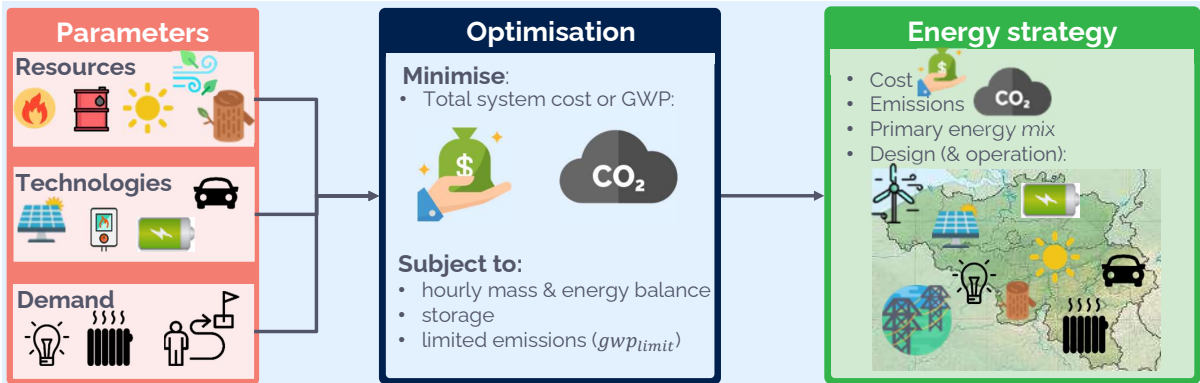 Parameters
Resources
Technologies
Demand
Optimisation
Minimise:
• Total system cost or GWP:
$
CO₂
Subject to:
• hourly mass & energy balance
• storage
• limited emissions (gwp_limit)
Energy strategy
• Cost
$
• Emissions
CO₂
• Primary energy mix
• Design (& operation):